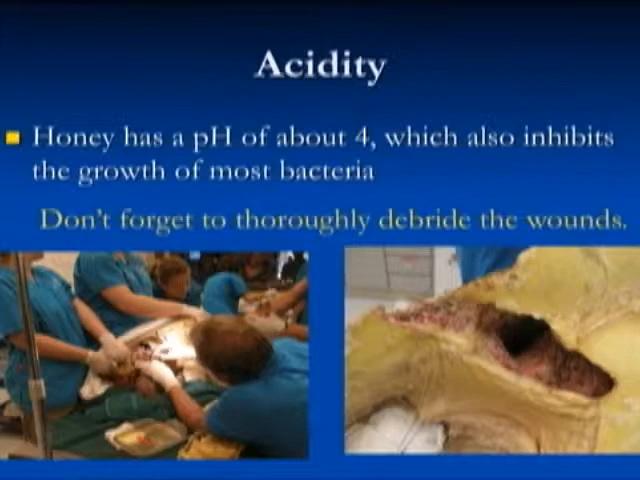 Acidity
Honey has a pH of about 4, which also inhibits
the growth of most bacteria
Don't forget to thoroughly debride the wounds.